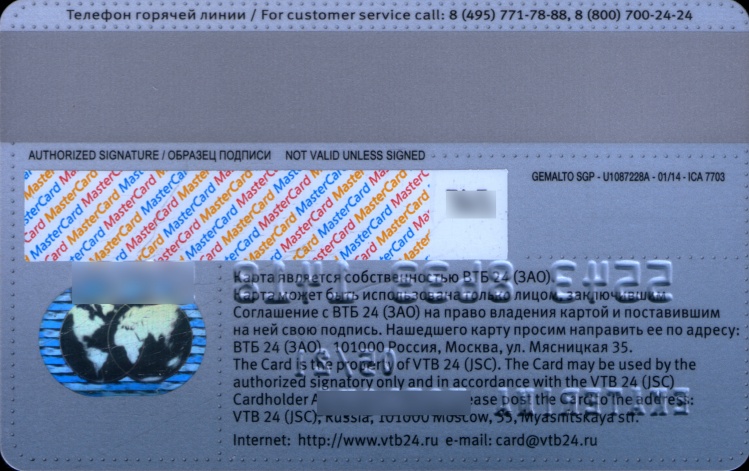 Телефон горячей линии / For customer service call: 8 (495) 771-78-88, 8 (800) 700-24-24
AUTHORIZED SIGNATURE / ОБРАЗЕЦ ПОДПИСИ NOT VALID UNLESS SIGNED
GEMALTO SGP - U1087228A - 01/14 - ICA 7703
MasterCard MasterCard MasterCard MasterCard
Карта является собственностью ВТБ 24 (ЗАО).
Карта может быть использована только лицом, заключившим
Соглашение с ВТБ 24 (ЗАО) на право владения картой и поставившим
на ней свою подпись. Нашедшего карту просим направить ее по адресу:
ВТБ 24 (ЗАО), 101000 Россия, Москва, ул. Мясницкая 35.
The Card is the property of VTB 24 (JSC). The Card may be used by the
authorized signatory only and in accordance with the VTB 24 (JSC)
Cardholder post the Card to the address:
VTB 24 (JSC), Russia, 101000 Moscow, 35, Myasnitskaya str.
Internet: http://www.vtb24.ru e-mail: card@vtb24.ru